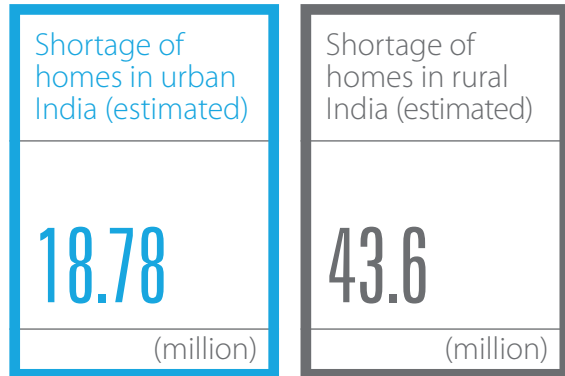 Shortage of
homes in urban
India (estimated)
18.78
(million)
Shortage of
homes in rural
India (estimated)
43.6
(million)